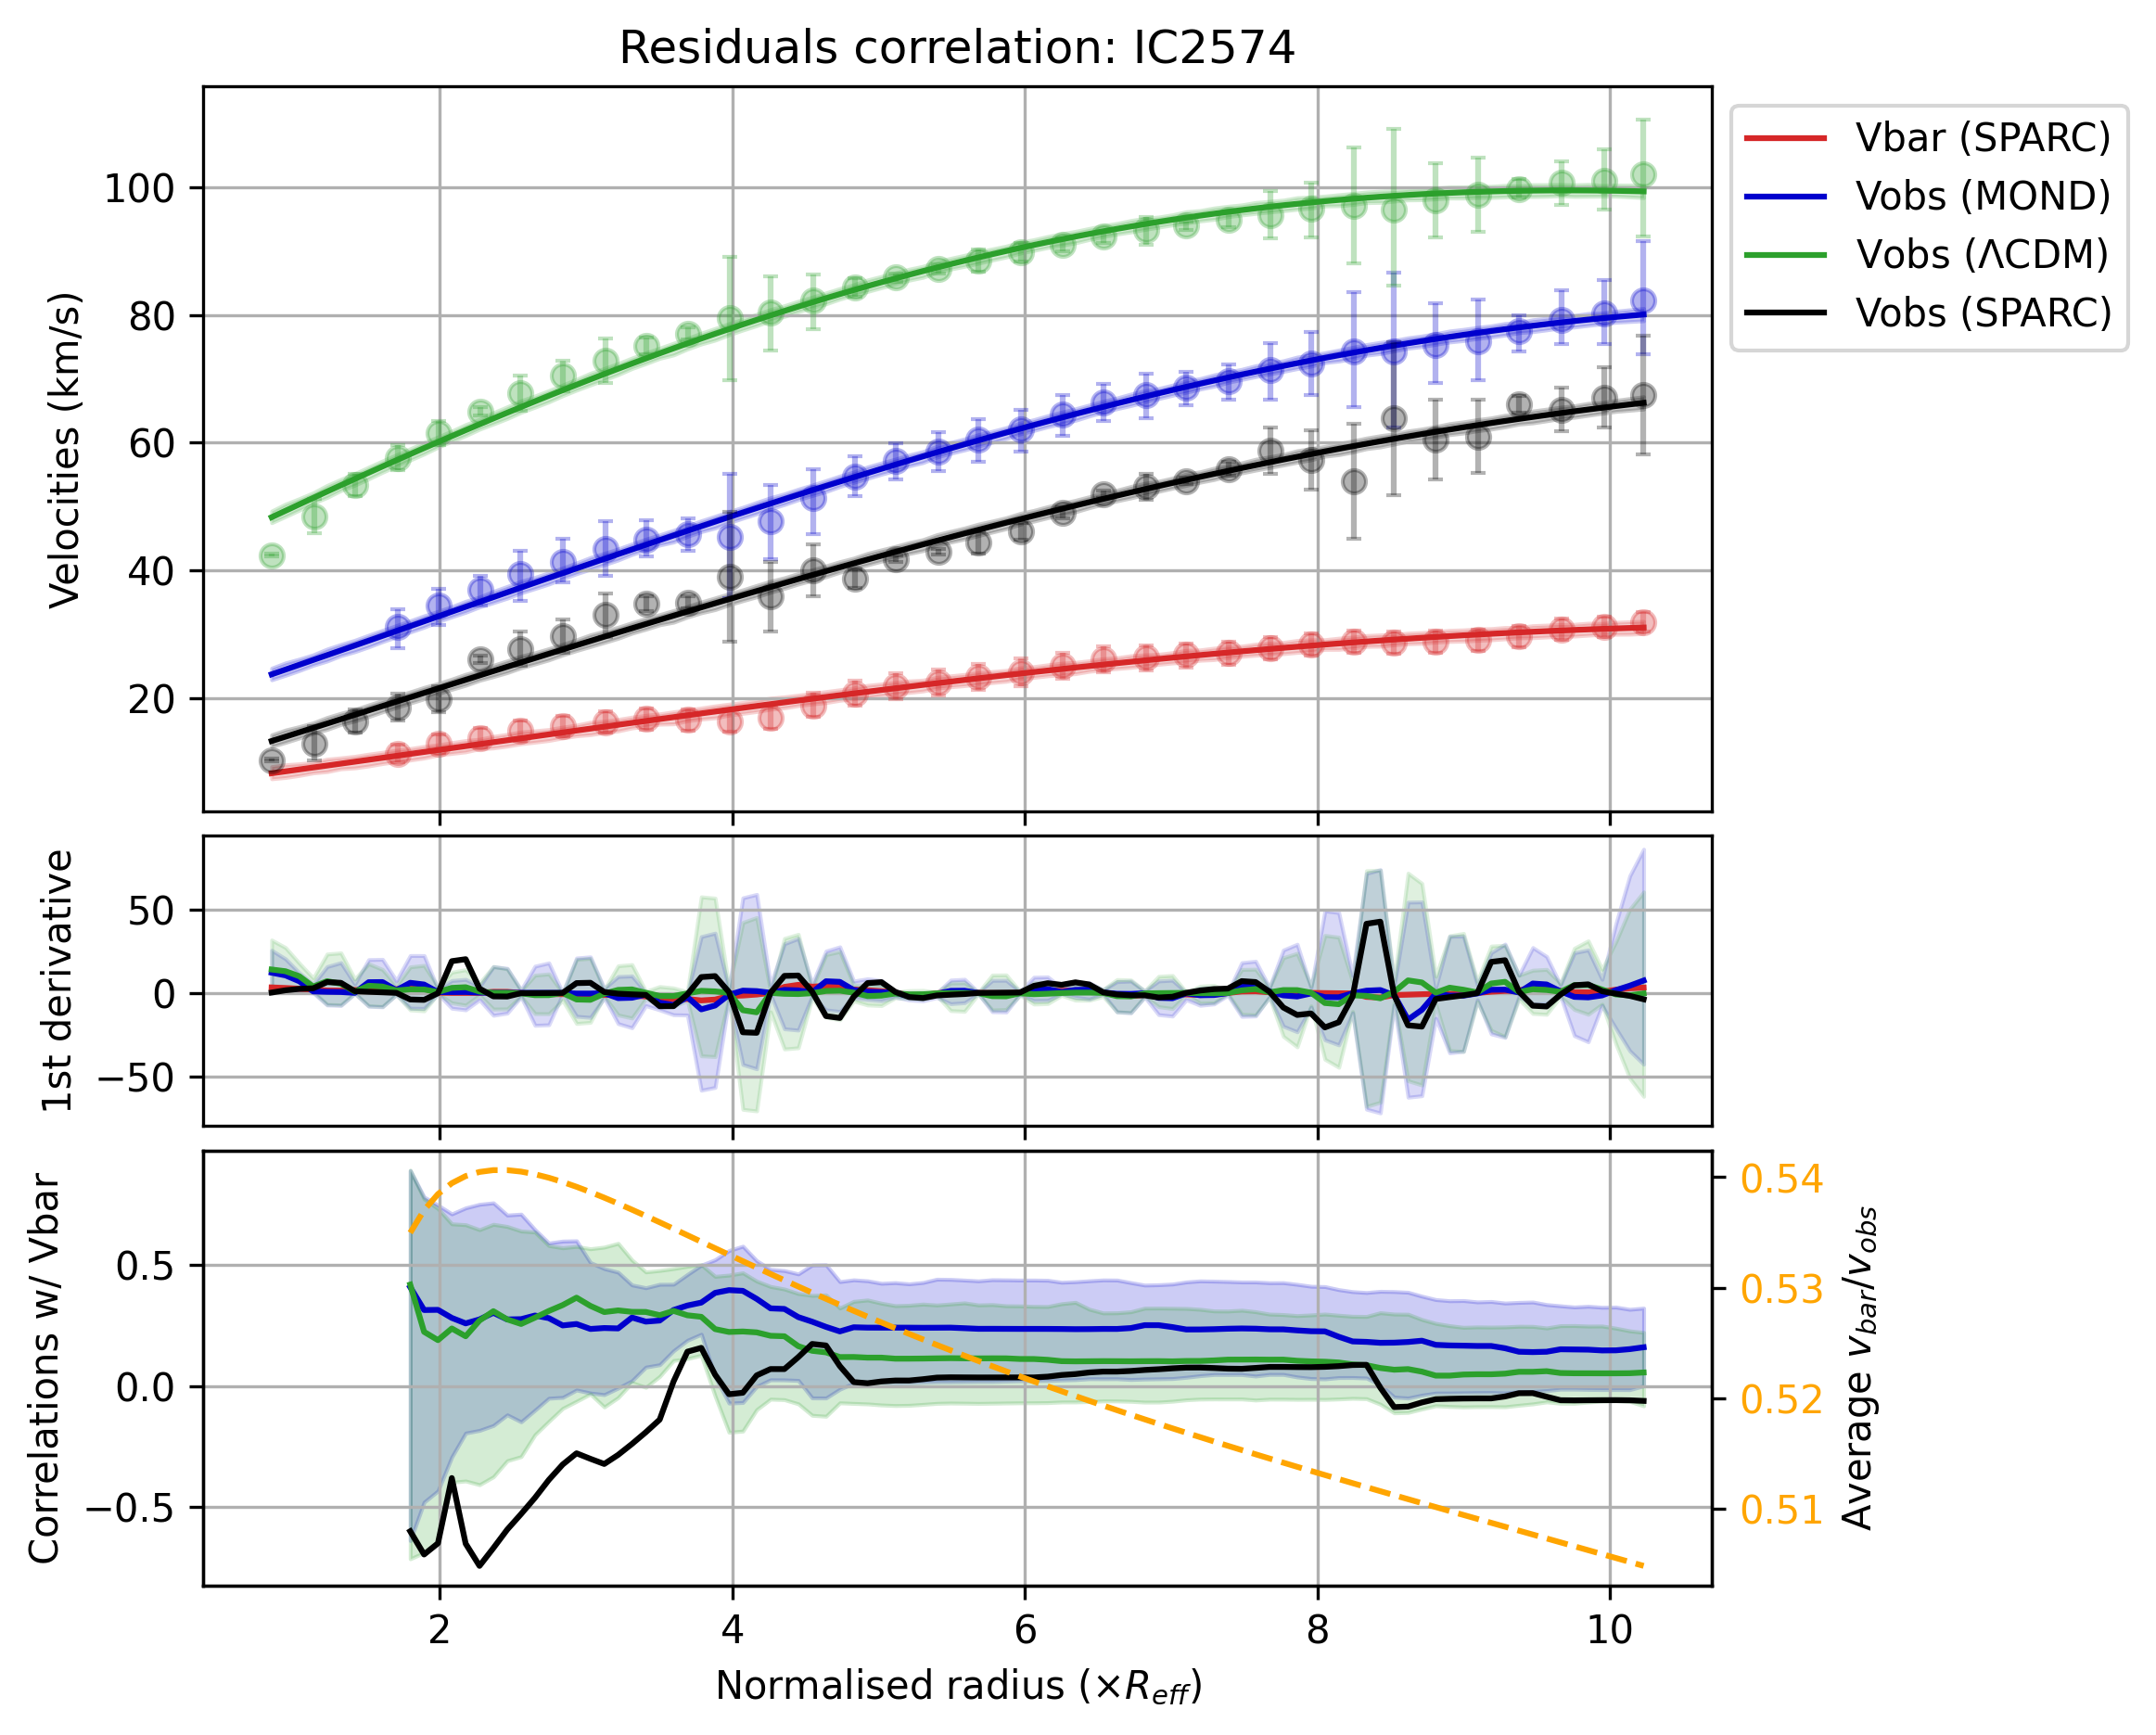 Residuals correlation: IC2574
Velocities (km/s)
100
80
60
40
20
Vbar (SPARC)
Vobs (MOND)
Vobs (ΛCDM)
Vobs (SPARC)
1st derivative
50
0
−50
Correlations w/ Vbar
0.5
0.0
−0.5
0.54
0.53
0.52
0.51
Average v_bar/v_obs
2 4 6 8 10
Normalised radius (×R_eff)